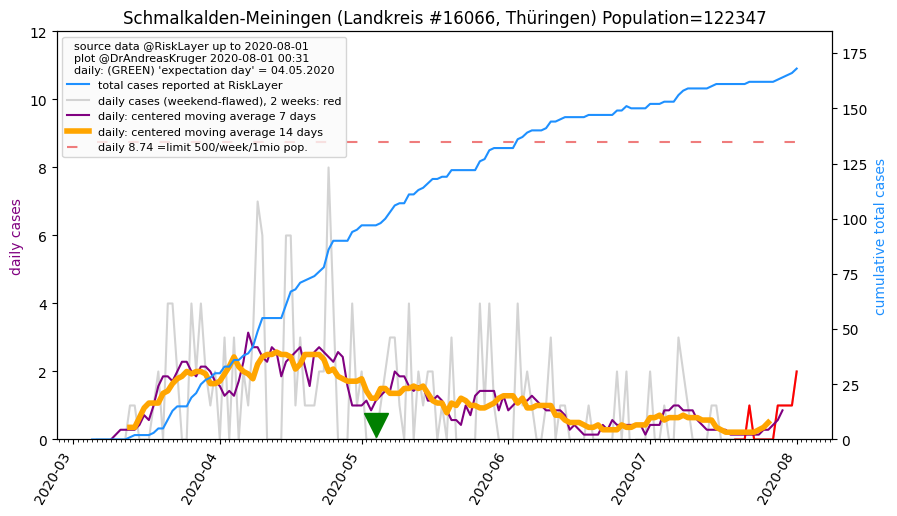 Schmalkalden-Meiningen (Landkreis #16066, Thüringen) Population=122347
source data @RiskLayer up to 2020-08-01
plot @DrAndreasKruger 2020-08-01 00:31
daily: (GREEN) 'expectation day' = 04.05.2020
total cases reported at RiskLayer
daily cases (weekend-flawed), 2 weeks: red
daily: centered moving average 7 days
daily: centered moving average 14 days
daily 8.74 =limit 500/week/1mio pop.
daily cases
12
10
8
6
4
2
0
cumulative total cases
175
150
125
100
75
50
25
0
2020-03
2020-04
2020-05
2020-06
2020-07
2020-08